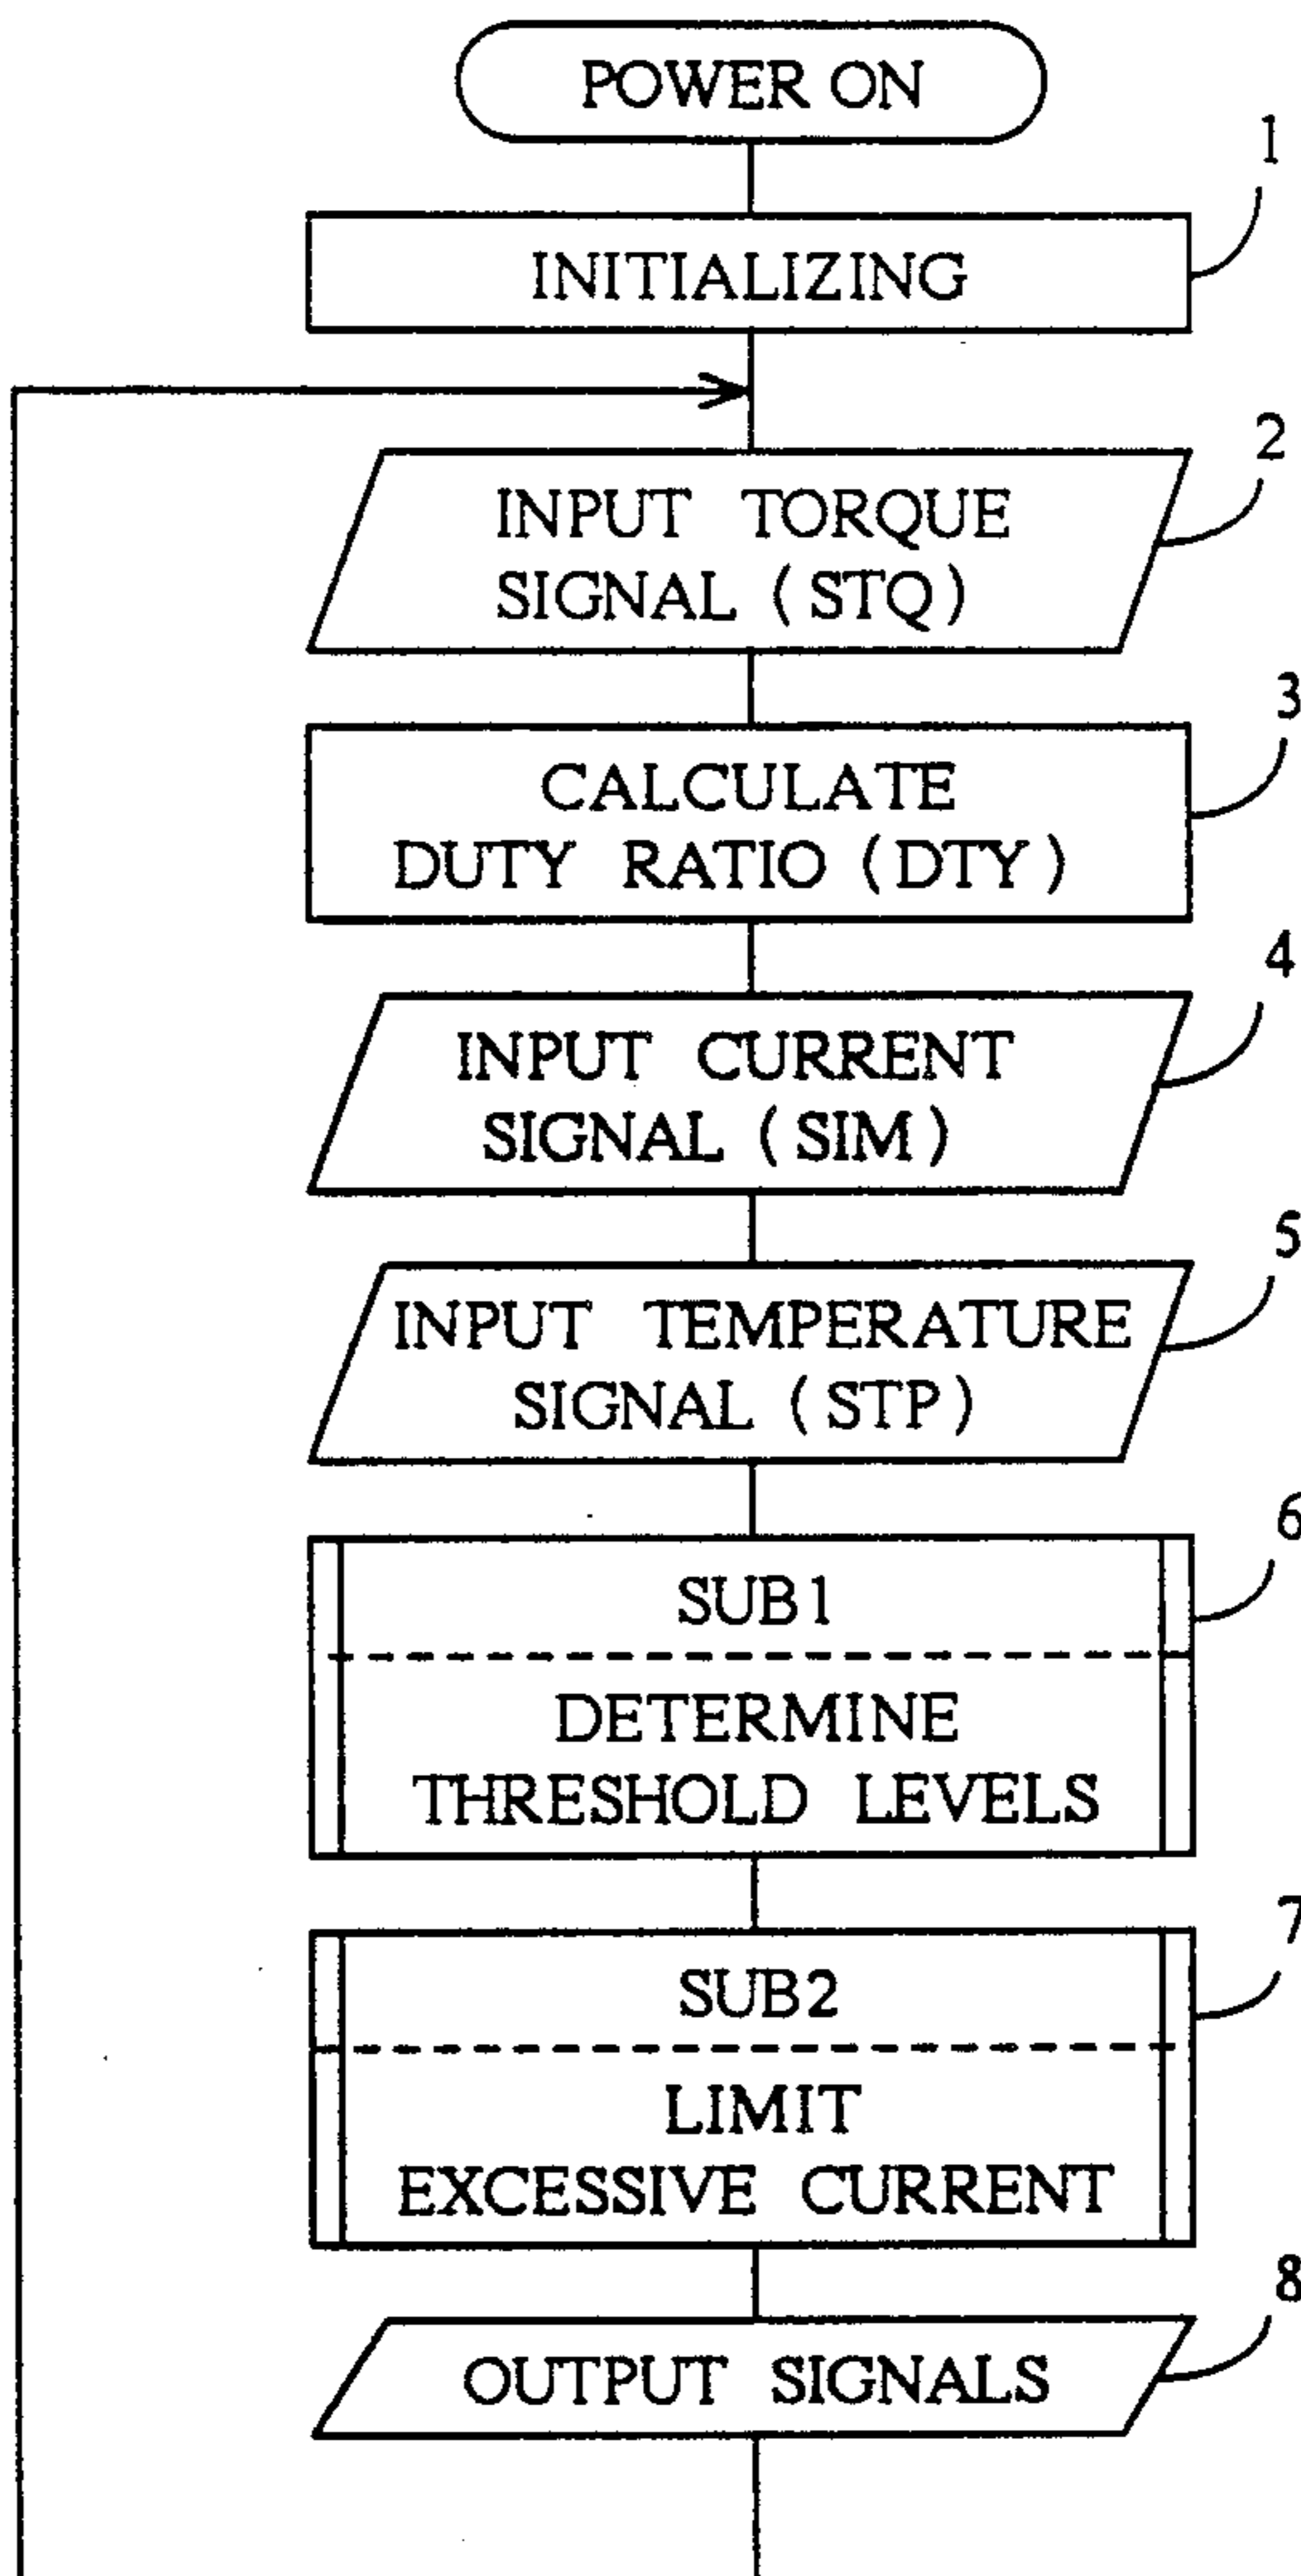 POWER ON
1
INITIALIZING
2
INPUT TORQUE
SIGNAL (STQ)
3
CALCULATE
DUTY RATIO (DTY)
4
INPUT CURRENT
SIGNAL (SIM)
5
INPUT TEMPERATURE
SIGNAL (STP)
6
SUB1
DETERMINE
THRESHOLD LEVELS
7
SUB2
LIMIT
EXCESSIVE CURRENT
8
OUTPUT SIGNALS